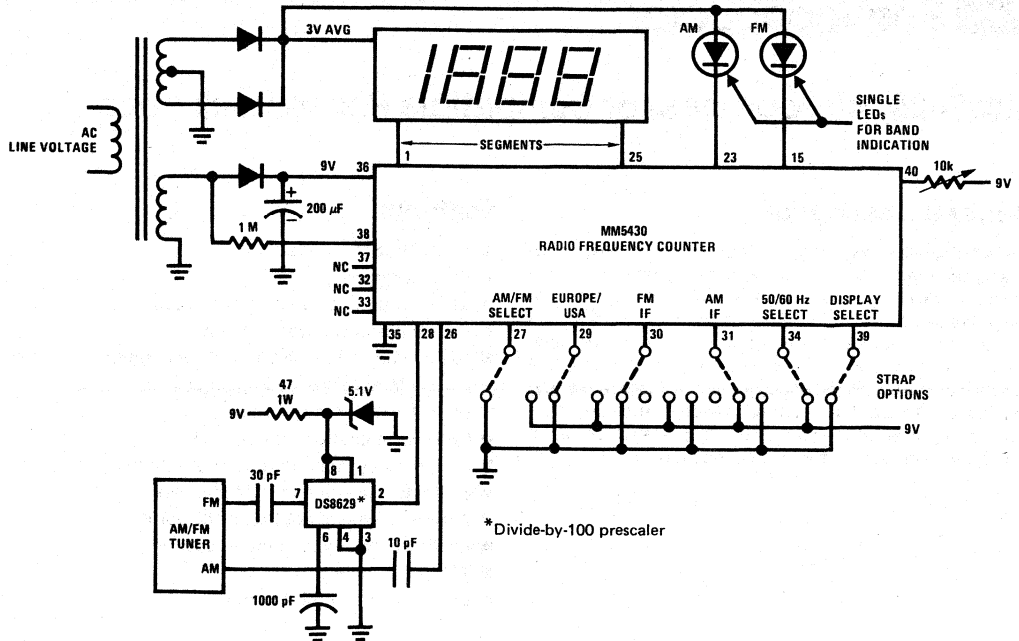 3V AVG
1888
AM
FM
AC
LINE VOLTAGE
SINGLE
LEDs
FOR BAND
INDICATION
SEGMENTS
1
25
23
15
9V
36
+
−
200 µF
1 M
38
NC 37
NC 32
NC 33
40
10k
9V
MM5430
RADIO FREQUENCY COUNTER
AM/FM
SELECT
EUROPE/
USA
FM
IF
AM
IF
50/60 Hz
SELECT
DISPLAY
SELECT
35
28
26
27
29
30
31
34
39
STRAP
OPTIONS
9V
47
1W
5.1V
9V
8
1
30 pF
7
DS8629*
2
6
4
3
FM
AM/FM
TUNER
AM
10 pF
1000 pF
*Divide-by-100 prescaler